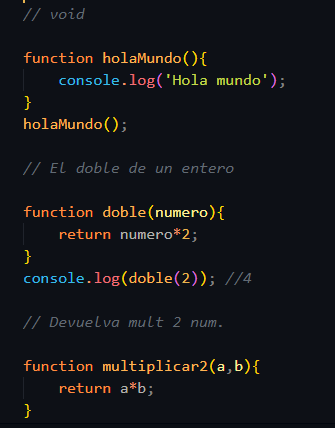 // void
function holaMundo(){
    console.log('Hola mundo');
}
holaMundo();
// El doble de un entero
function doble(numero){
    return numero*2;
}
console.log(doble(2)); //4
// Devuelva mult 2 num.
function multiplicar2(a,b){
    return a*b;
}